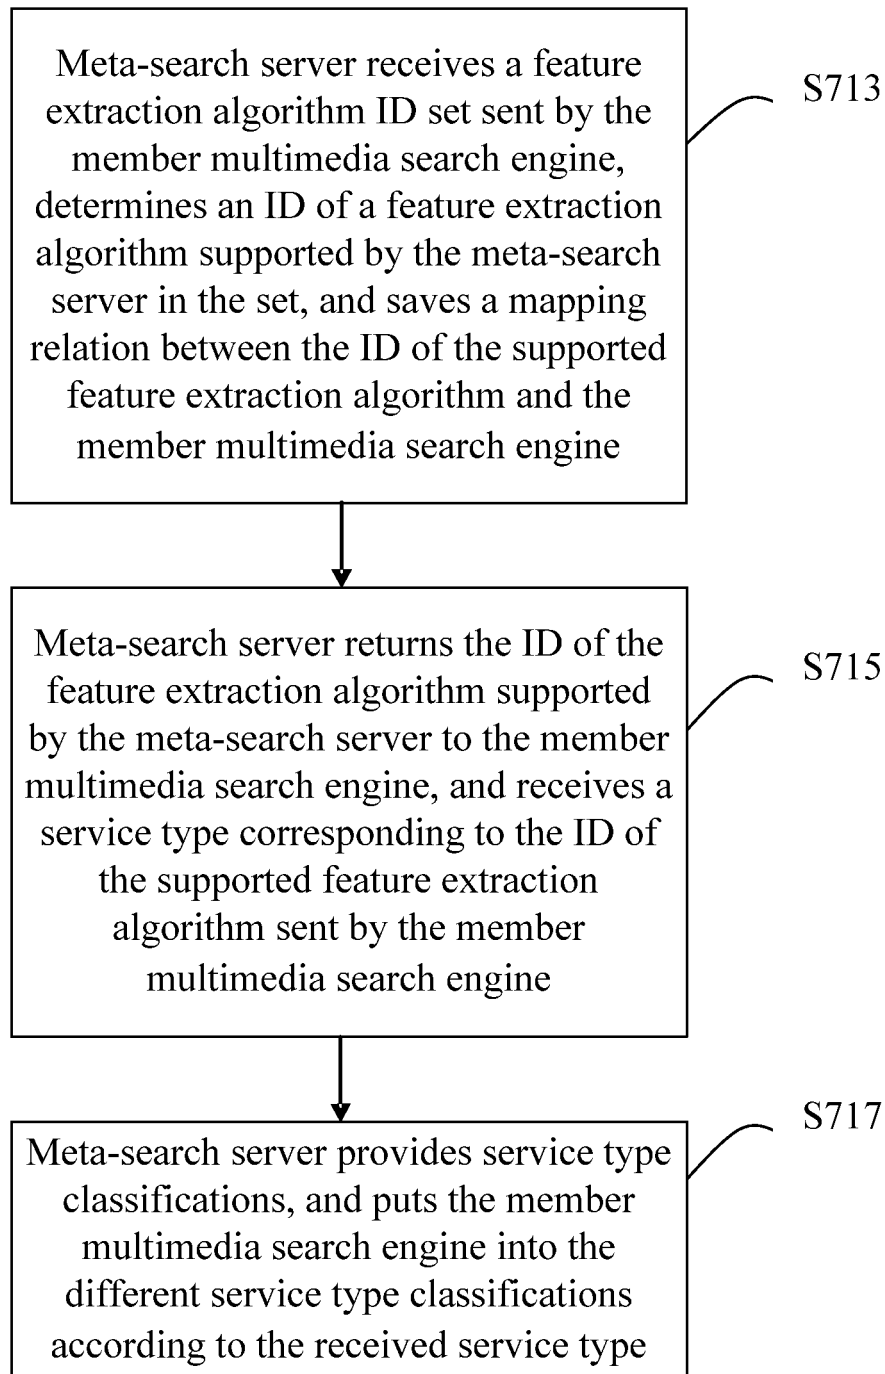 Meta-search server receives a feature
extraction algorithm ID set sent by the
member multimedia search engine,
determines an ID of a feature extraction
algorithm supported by the meta-search
server in the set, and saves a mapping
relation between the ID of the supported
feature extraction algorithm and the
member multimedia search engine
S713
Meta-search server returns the ID of the
feature extraction algorithm supported
by the meta-search server to the member
multimedia search engine, and receives a
service type corresponding to the ID of
the supported feature extraction
algorithm sent by the member
multimedia search engine
S715
Meta-search server provides service type
classifications, and puts the member
multimedia search engine into the
different service type classifications
according to the received service type
S717